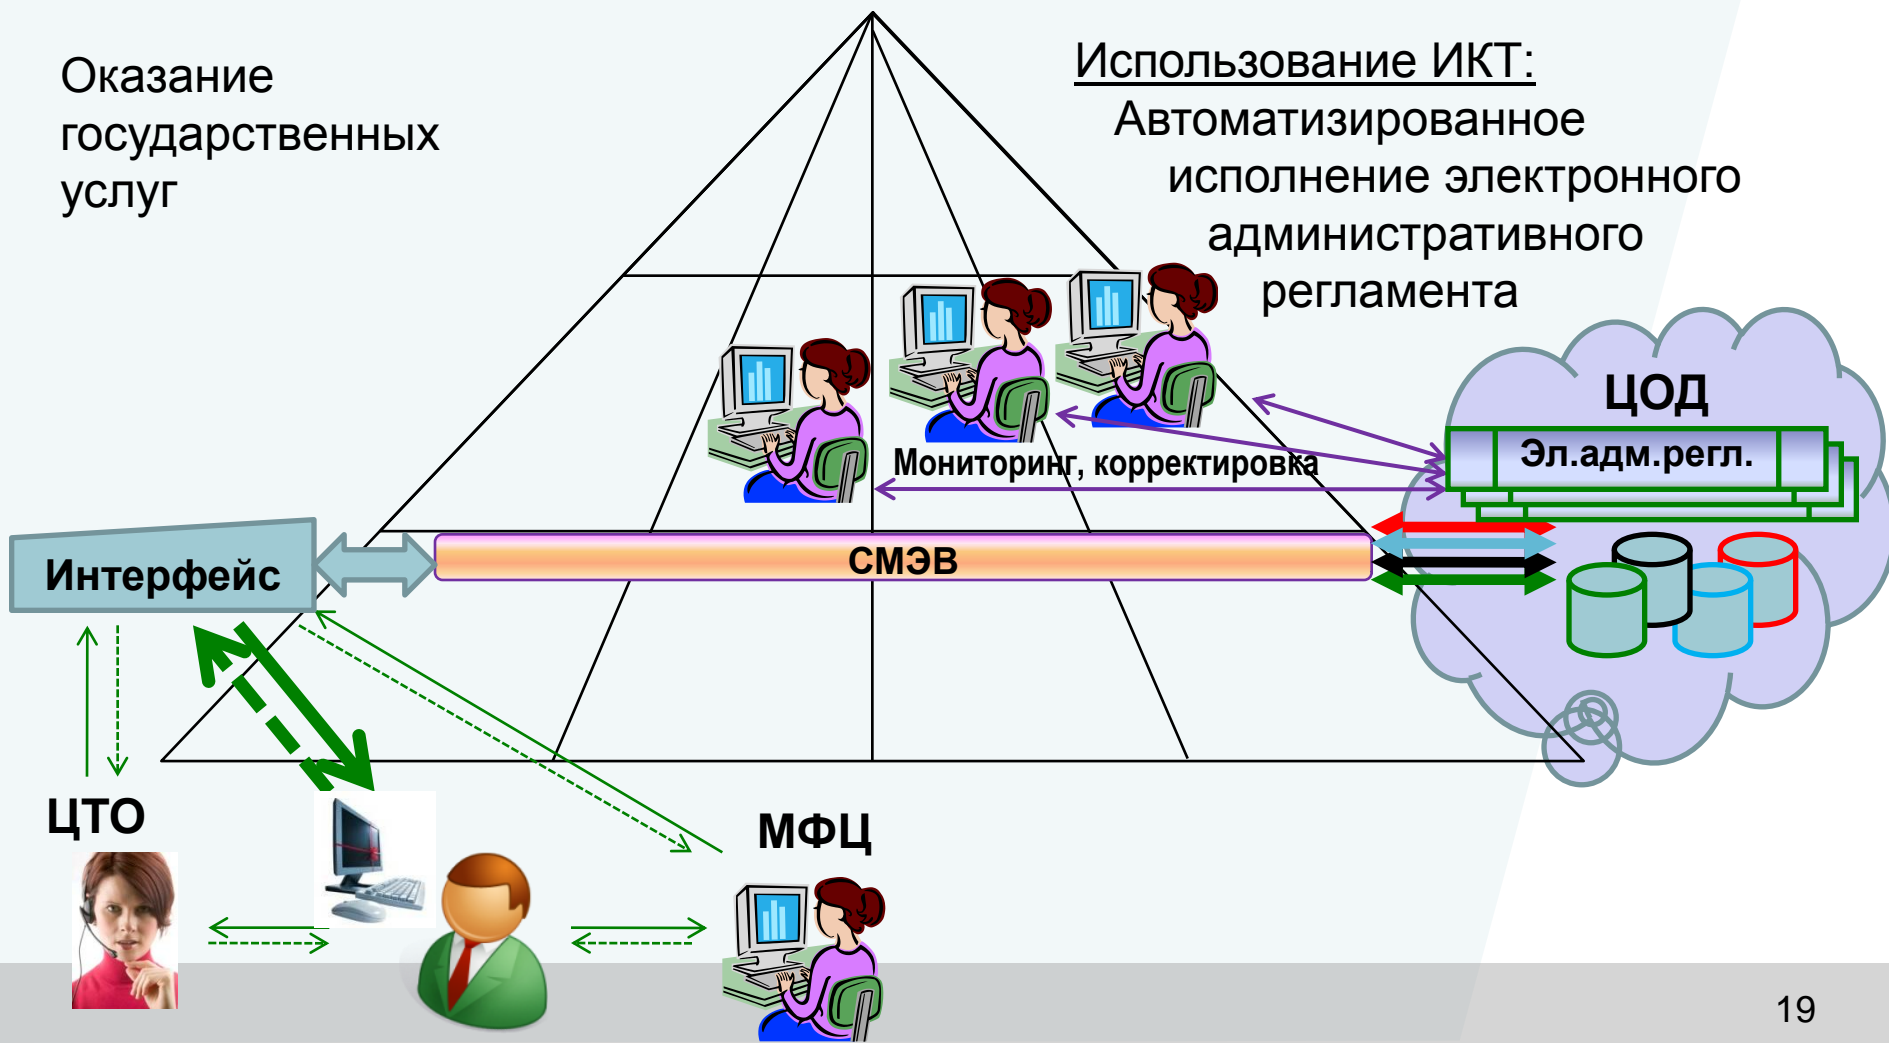 Оказание
государственных
услуг
Использование ИКТ:
Автоматизированное
исполнение электронного
административного
регламента
ЦОД
Эл.адм.регл.
Мониторинг, корректировка
Интерфейс
СМЭВ
ЦТО
МФЦ
19